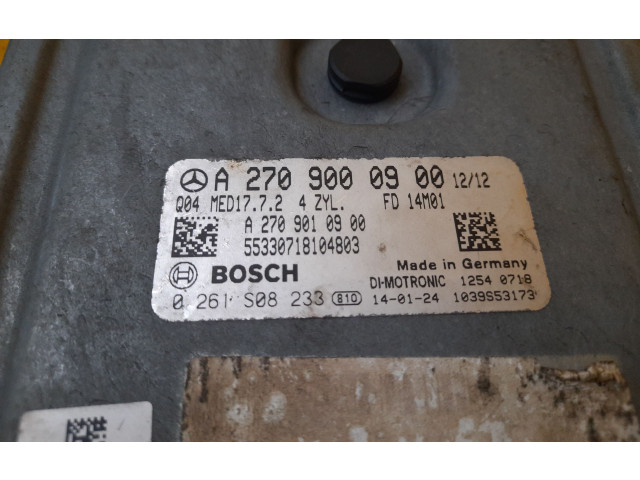 A 270 900 09 00 12/12
Q04 MED17.7.2 4 ZYL. FD 14M01
A 270 901 09 00
55330718104803
BOSCH
Made in Germany
DI-MOTRONIC 1254 0718
0 261 S08 233 810 14-01-24 1039S53173